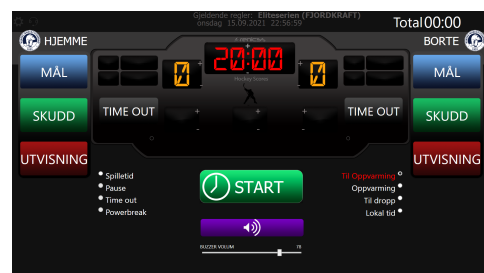 Gjeldende regler: Eliteserien (FJORDKRAFT)
onsdag 15.09.2021 22:56:59
Total 00:00
HJEMME
BORTE
20:00
Hockey Scores
0
0
MÅL
MÅL
SKUDD
TIME OUT
TIME OUT
SKUDD
UTVISNING
UTVISNING
Spilletid
Pause
Time out
Powerbreak
START
Til Oppvarming
Oppvarming
Til dropp
Lokal tid
BUZZER VOLUM
70